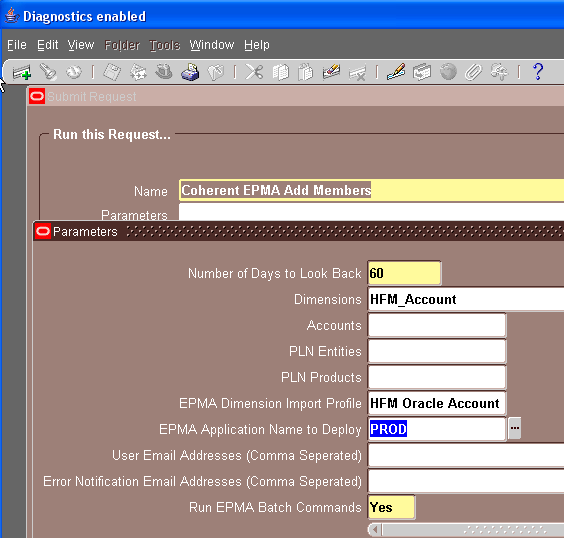 Diagnostics enabled
File Edit View Folder Tools Window Help
Submit Request
Run this Request...
Name Coherent EPMA Add Members
Parameters
Parameters
Number of Days to Look Back 60
Dimensions HFM_Account
Accounts
PLN Entities
PLN Products
EPMA Dimension Import Profile HFM Oracle Account
EPMA Application Name to Deploy PROD ...
User Email Addresses (Comma Seperated)
Error Notification Email Addresses (Comma Seperated)
Run EPMA Batch Commands Yes